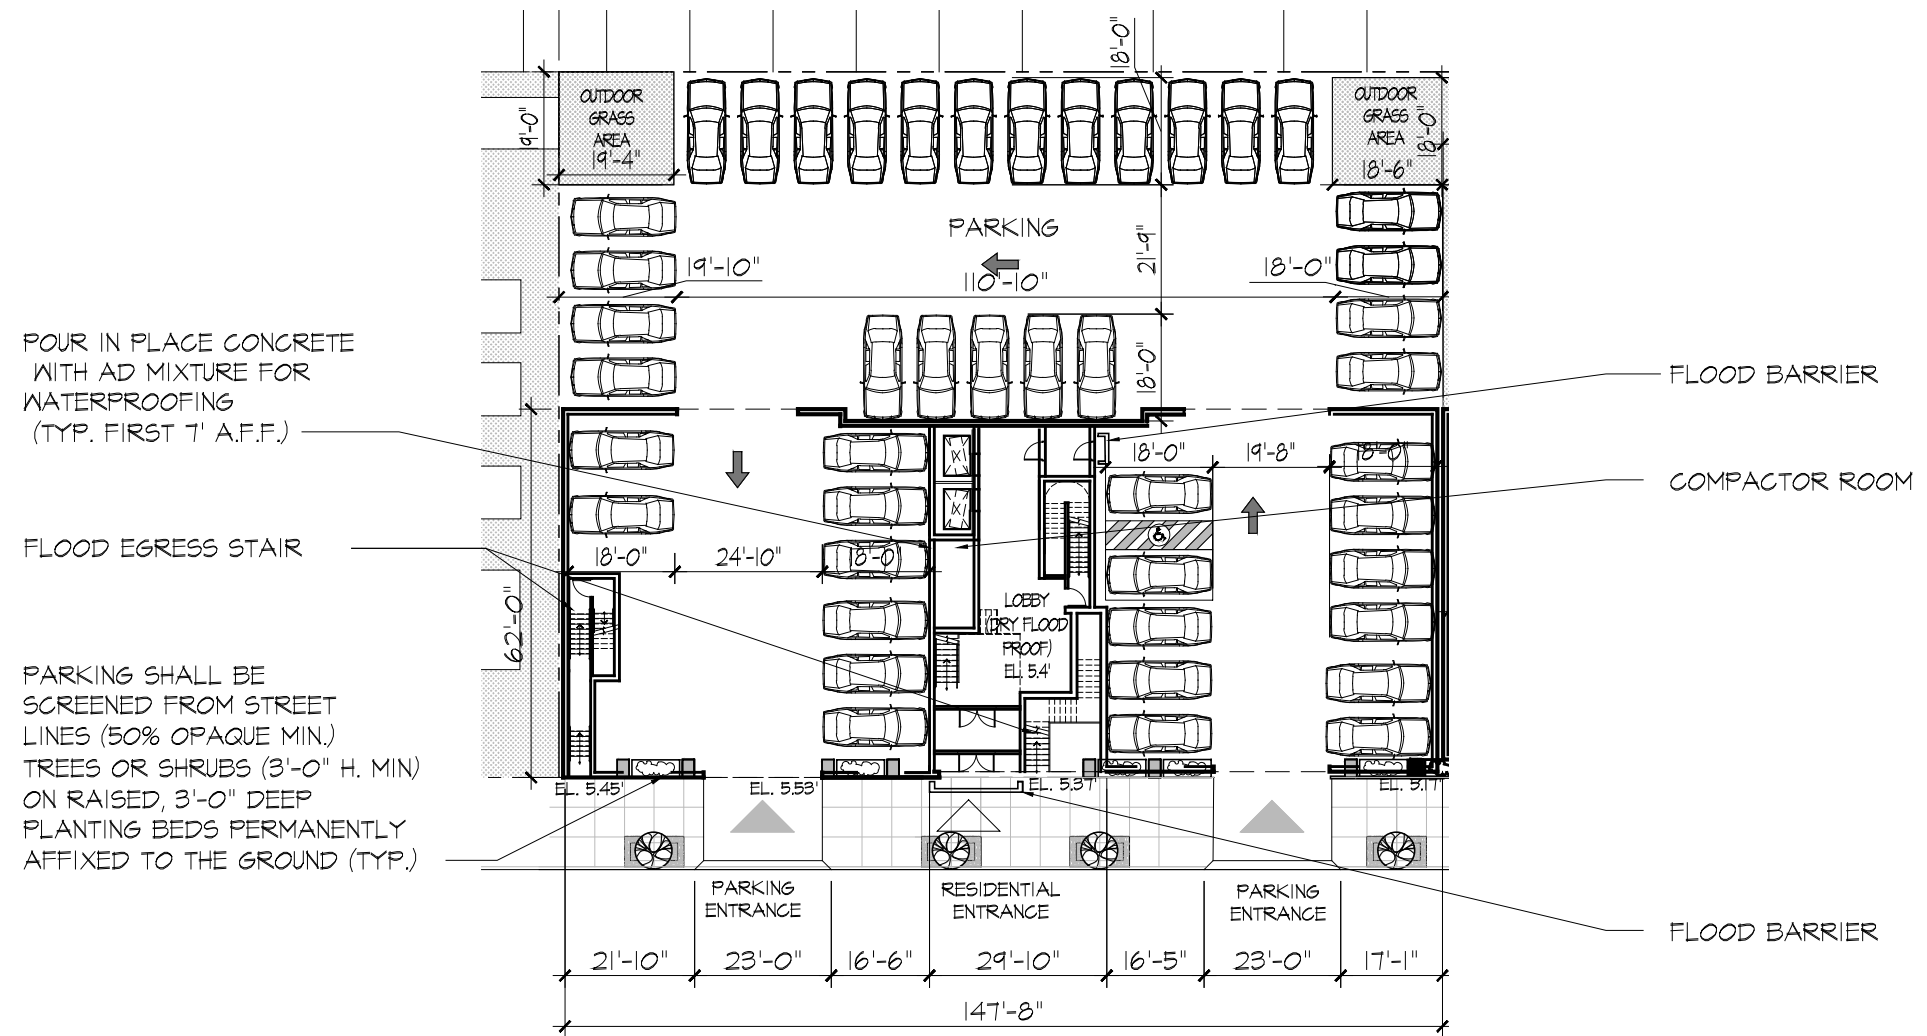 18'-0"
OUTDOOR
GRASS
AREA
19'-4"
19'-0"
OUTDOOR
GRASS
AREA
18'-6"
18'-0"
PARKING
21'-9"
19'-10"
18'-0"
110'-10"
18'-0"
POUR IN PLACE CONCRETE
WITH AD MIXTURE FOR
WATERPROOFING
(TYP. FIRST 7' A.F.F.)
FLOOD BARRIER
18'-0"
19'-8"
18'-0"
COMPACTOR ROOM
FLOOD EGRESS STAIR
18'-0"
24'-10"
18'-0"
62'-0"
LOBBY
(DRY FLOOD
PROOF)
EL. 5.4'
PARKING SHALL BE
SCREENED FROM STREET
LINES (50% OPAQUE MIN.)
TREES OR SHRUBS (3'-0" H. MIN)
ON RAISED, 3'-0" DEEP
PLANTING BEDS PERMANENTLY
AFFIXED TO THE GROUND (TYP.)
EL. 5.45'
EL. 5.53'
EL. 5.37'
EL. 5.17'
PARKING
ENTRANCE
RESIDENTIAL
ENTRANCE
PARKING
ENTRANCE
FLOOD BARRIER
21'-10"
23'-0"
16'-6"
29'-10"
16'-5"
23'-0"
17'-1"
147'-8"